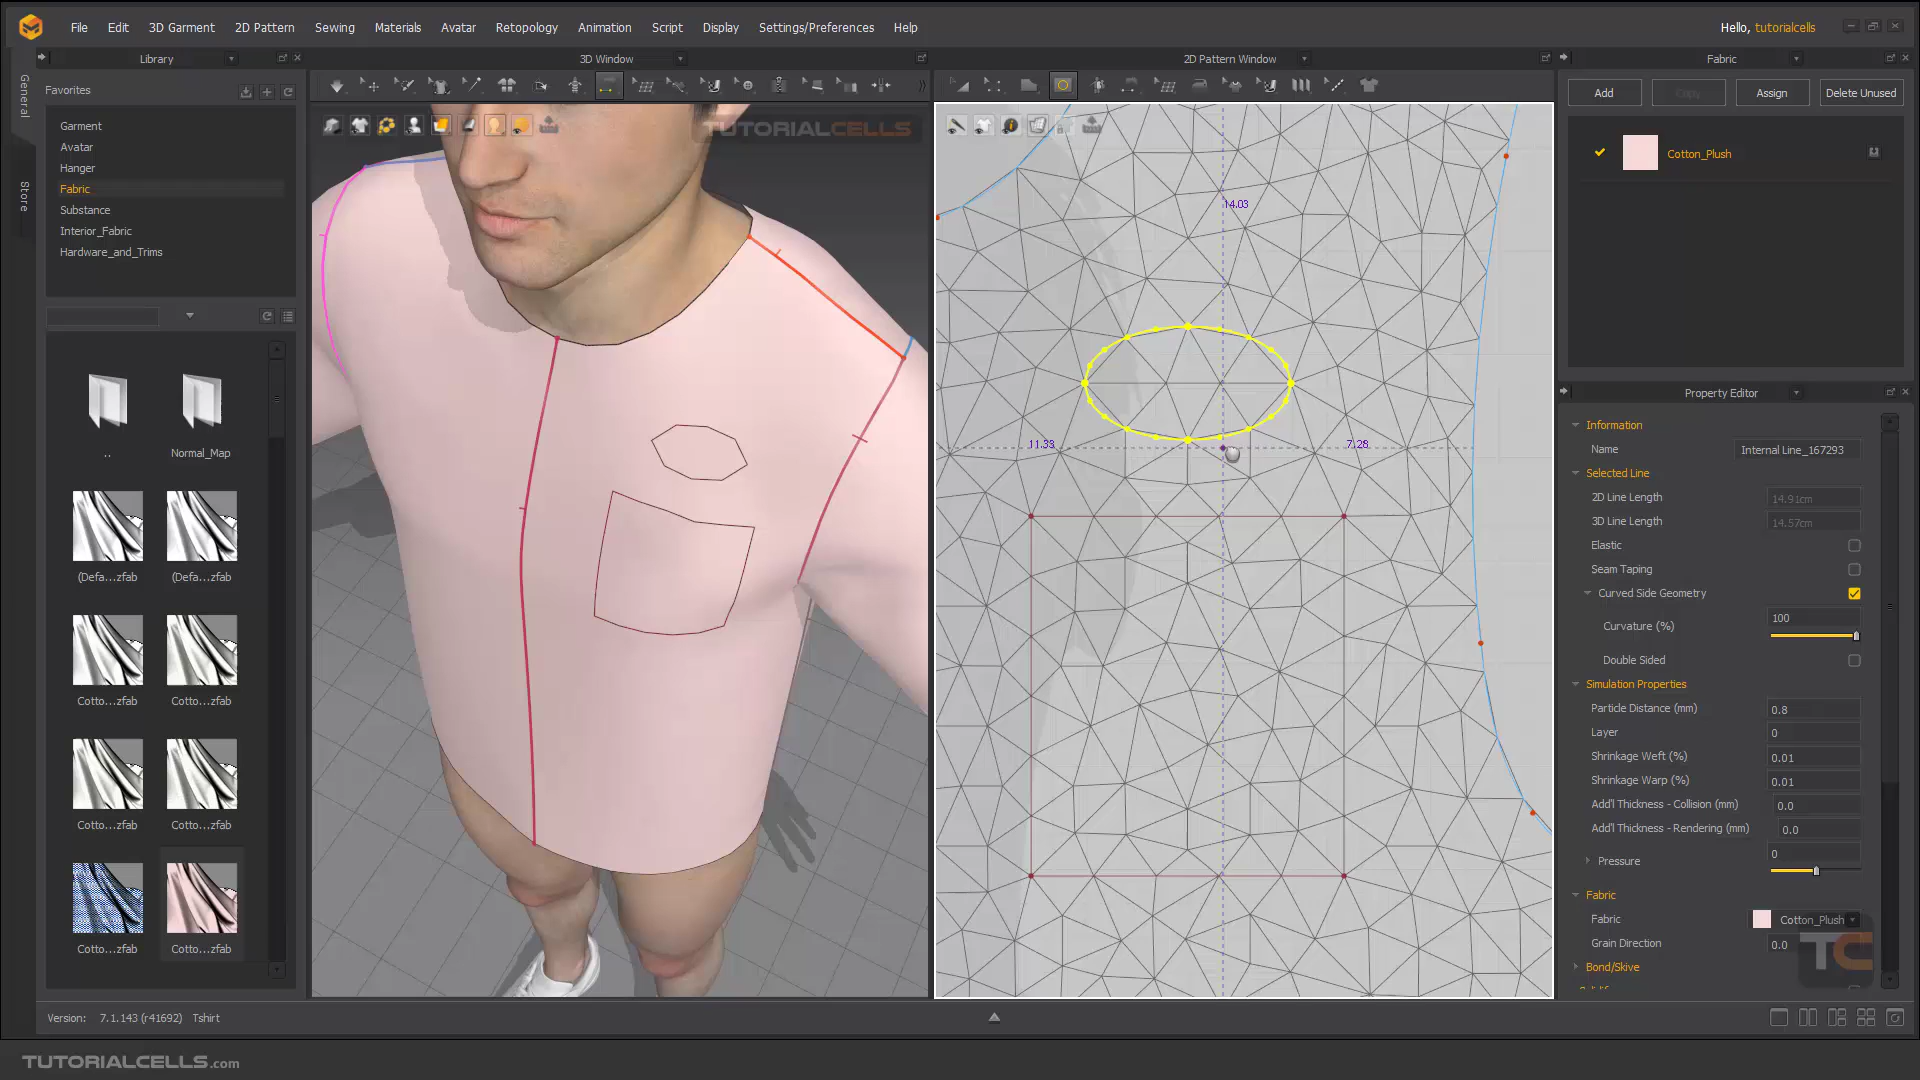 File Edit 3D Garment 2D Pattern Sewing Materials Avatar Retopology Animation Script Display Settings/Preferences Help
Hello, tutorialcells
Library
3D Window
2D Pattern Window
Fabric
General
Store
Favorites
Garment
Avatar
Hanger
Fabric
Substance
Interior_Fabric
Hardware_and_Trims
..
Normal_Map
(Defa...zfab
(Defa...zfab
Cotto...zfab
Cotto...zfab
Cotto...zfab
Cotto...zfab
Cotto...zfab
Cotto...zfab
TUTORIALCELLS
14.03
11.33
7.28
Add Copy Assign Delete Unused
Cotton_Plush
Property Editor
Information
Name Internal Line_167293
Selected Line
2D Line Length 14.91cm
3D Line Length 14.57cm
Elastic
Seam Taping
Curved Side Geometry
Curvature (%) 100
Double Sided
Simulation Properties
Particle Distance (mm) 0.8
Layer 0
Shrinkage Weft (%) 0.01
Shrinkage Warp (%) 0.01
Add'l Thickness - Collision (mm) 0.0
Add'l Thickness - Rendering (mm) 0.0
Pressure 0
Fabric
Fabric Cotton_Plush
Grain Direction 0.0
Bond/Skive
TC
Version: 7.1.143 (r41692) Tshirt
TUTORIALCELLS.com